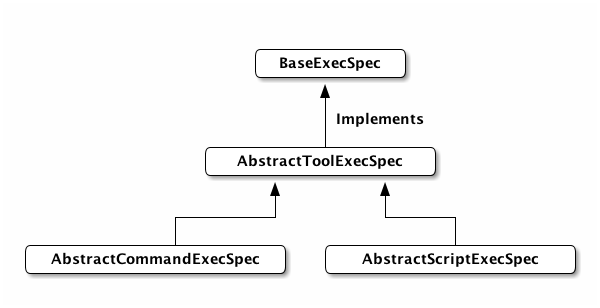 BaseExecSpec
Implements
AbstractToolExecSpec
AbstractCommandExecSpec
AbstractScriptExecSpec